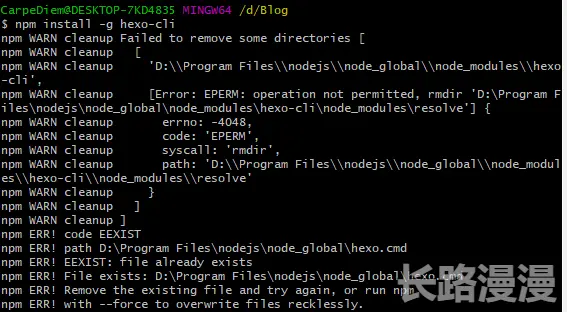 CarpeDiem@DESKTOP-7KD4835 MINGW64 /d/Blog
$ npm install -g hexo-cli
npm WARN cleanup Failed to remove some directories [
npm WARN cleanup   [
npm WARN cleanup     'D:\\Program Files\\nodejs\\node_global\\node_modules\\hexo
-cli',
npm WARN cleanup     [Error: EPERM: operation not permitted, rmdir 'D:\Program F
iles\nodejs\node_global\node_modules\hexo-cli\node_modules\resolve'] {
npm WARN cleanup       errno: -4048,
npm WARN cleanup       code: 'EPERM',
npm WARN cleanup       syscall: 'rmdir',
npm WARN cleanup       path: 'D:\\Program Files\\nodejs\\node_global\\node_modul
es\\hexo-cli\\node_modules\\resolve'
npm WARN cleanup     }
npm WARN cleanup   ]
npm WARN cleanup ]
npm ERR! code EEXIST
npm ERR! path D:\Program Files\nodejs\node_global\hexo.cmd
npm ERR! EEXIST: file already exists
npm ERR! File exists: D:\Program Files\nodejs\node_global\hexo.cmd
npm ERR! Remove the existing file and try again, or run npm
npm ERR! with --force to overwrite files recklessly.
长路漫漫